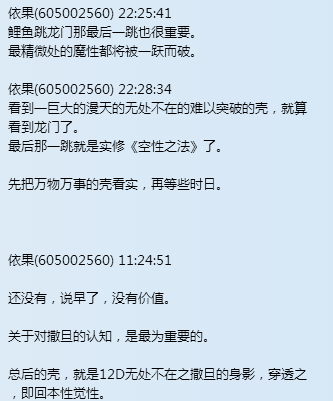 依果(605002560) 22:25:41
鲤鱼跳龙门那最后一跳也很重要。
最精微处的魔性都将被一跃而破。
依果(605002560) 22:28:34
看到一巨大的漫天的无处不在的难以突破的壳，就算
看到龙门了。
最后那一跳就是实修《空性之法》了。
先把万物万事的壳看实，再等些时日。
依果(605002560) 11:24:51
还没有，说早了，没有价值。
关于对撒旦的认知，是最为重要的。
总后的壳，就是12D无处不在之撒旦的身影，穿透之
，即回本性觉性。